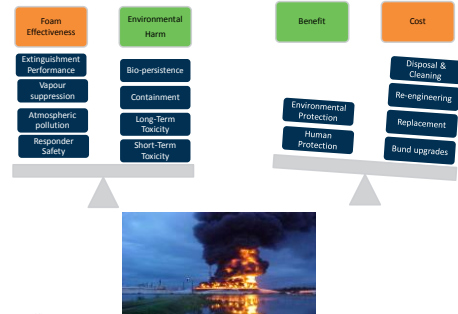 Foam
Effectiveness
Environmental
Harm
Extinguishment
Performance
Vapour
suppression
Atmospheric
pollution
Responder
Safety
Bio-persistence
Containment
Long-Term
Toxicity
Short-Term
Toxicity
Benefit
Cost
Environmental
Protection
Human
Protection
Disposal &
Cleaning
Re-engineering
Replacement
Bund upgrades